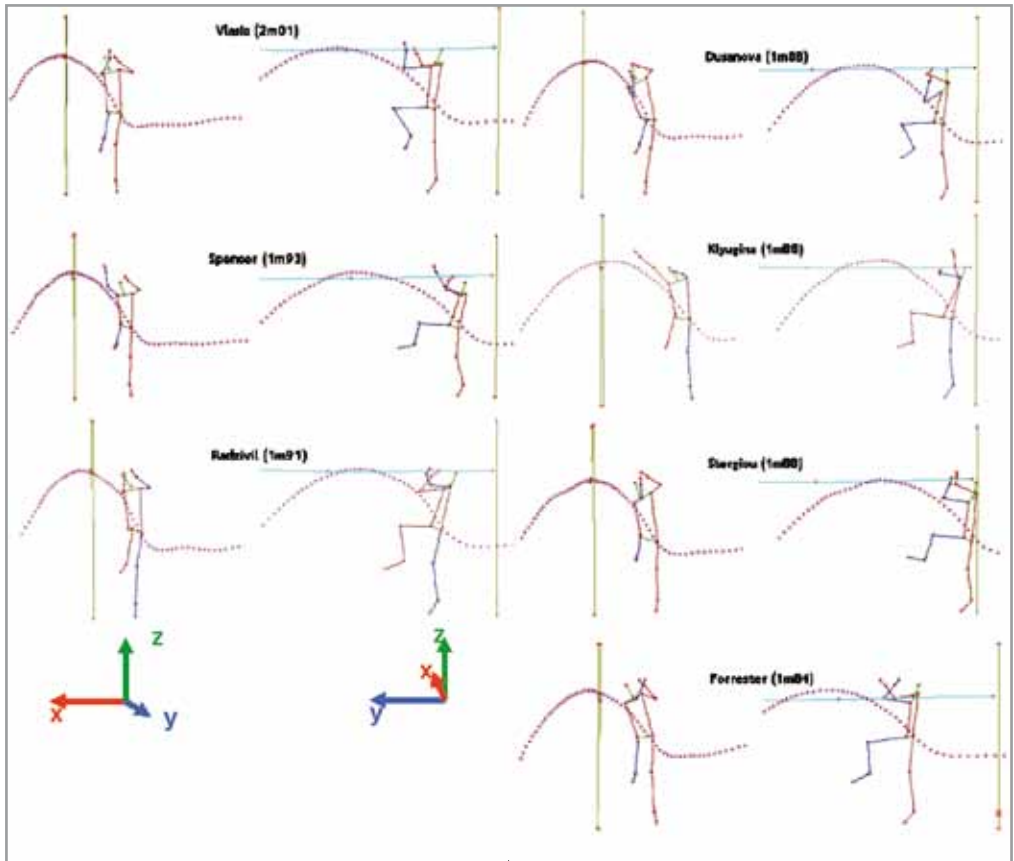 Vlasic (2m01)
Dusanova (1m88)
Spencer (1m93)
Klyugina (1m88)
Radzivil (1m91)
Stergiou (1m88)
z
x
y
z
x
y
Forrester (1m84)